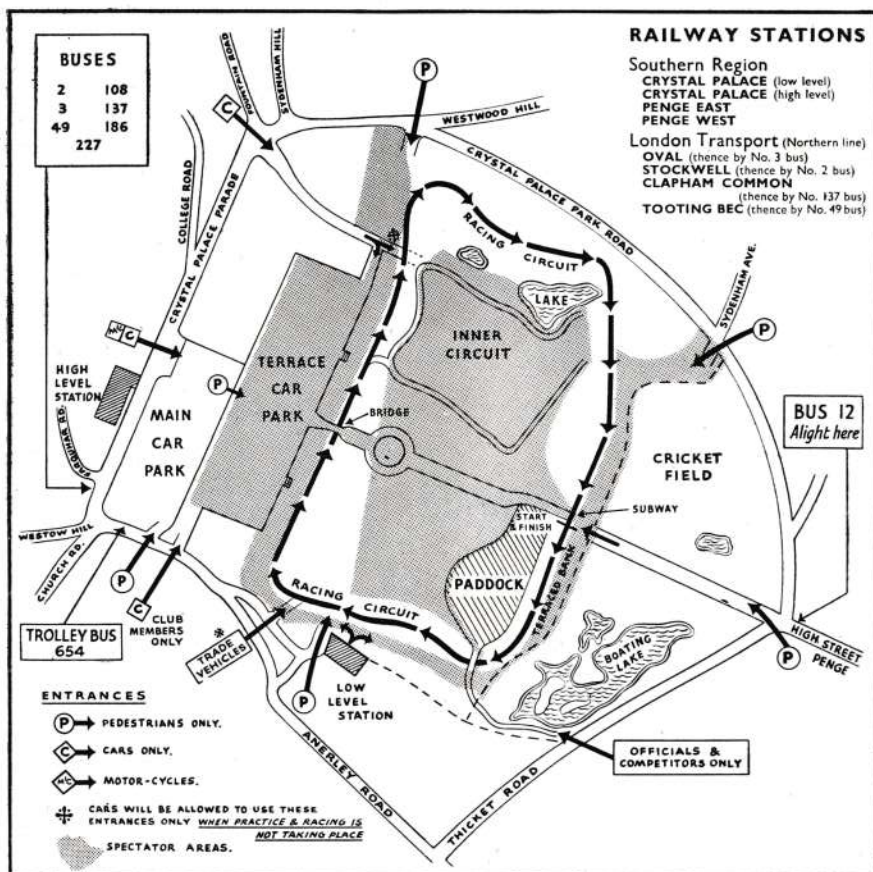 BUSES
2 108
3 137
49 186
227
RAILWAY STATIONS
Southern Region
CRYSTAL PALACE (low level)
CRYSTAL PALACE (high level)
PENGE EAST
PENGE WEST
London Transport (Northern line)
OVAL (thence by No. 3 bus)
STOCKWELL (thence by No. 2 bus)
CLAPHAM COMMON
(thence by No. 137 bus)
TOOTING BEC (thence by No. 49 bus)
FOUNTAIN ROAD
SYDENHAM HILL
P
WESTWOOD HILL
C
CRYSTAL PALACE PARK ROAD
COLLEGE ROAD
CRYSTAL PALACE PARADE
RACING
CIRCUIT
SYDENHAM AVE.
LAKE
P
INNER
CIRCUIT
M/C C
HIGH
LEVEL
STATION
TERRACE
CAR
PARK
P
MAIN
CAR
PARK
BRIDGE
BUS 12
Alight here
CRICKET
FIELD
FARQUHAR RD.
SUBWAY
START &
FINISH
WESTOW HILL
CHURCH RD.
PADDOCK
TERRACED BANK
P
C
CLUB
MEMBERS
ONLY
RACING
CIRCUIT
TROLLEY BUS
654
TRADE
VEHICLES
BOATING
LAKE
HIGH STREET
PENGE
P
P
LOW
LEVEL
STATION
ANERLEY ROAD
THICKET ROAD
OFFICIALS &
COMPETITORS ONLY
ENTRANCES
P PEDESTRIANS ONLY.
C CARS ONLY.
M/C MOTOR-CYCLES.
CARS WILL BE ALLOWED TO USE THESE
ENTRANCES ONLY WHEN PRACTICE & RACING IS
NOT TAKING PLACE
SPECTATOR AREAS.